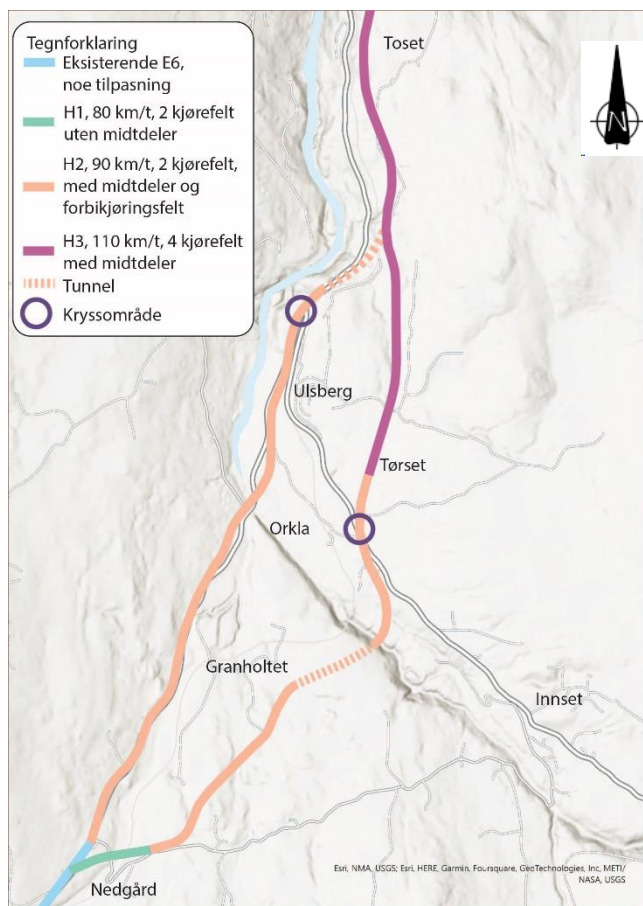 Tegnforklaring
Eksisterende E6,
noe tilpasning
H1, 80 km/t, 2 kjørefelt
uten midtdeler
H2, 90 km/t, 2 kjørefelt,
med midtdeler og
forbikjøringsfelt
H3, 110 km/t, 4 kjørefelt
med midtdeler
Tunnel
Kryssområde
Toset
N
Ulsberg
Tørset
Orkla
Granholtet
Innset
Nedgård
Esri, NMA, USGS; Esri, HERE, Garmin, Foursquare, GeoTechnologies, Inc, METI/
NASA, USGS